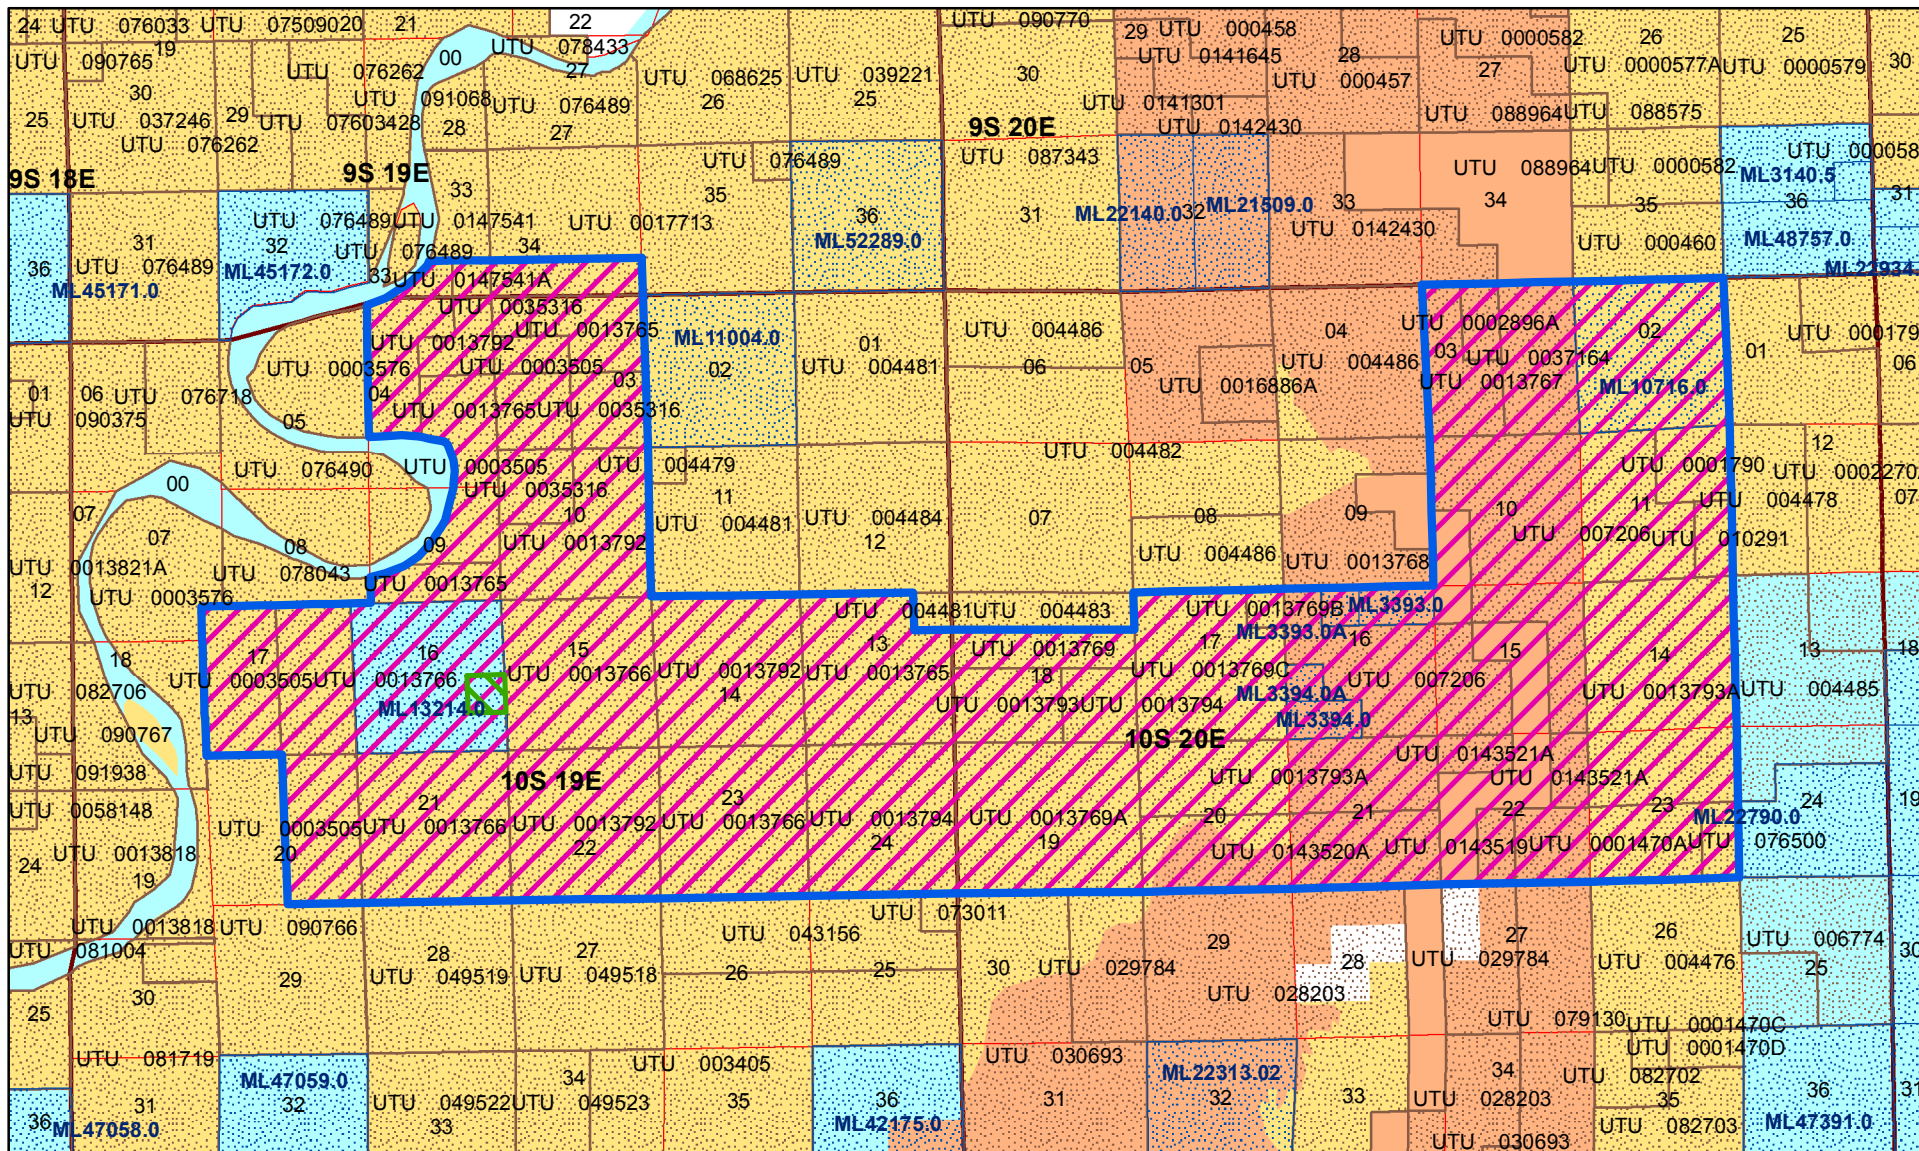 24 UTU 076033 UTU 07509020 21 22 UTU 090770 29 UTU 000458 UTU 0000582 26 25
19 00 UTU 078433 UTU 0141645 28
UTU 090765 UTU 076262 27 UTU 068625 UTU 039221 30 UTU 000457 27 UTU 0000577A UTU 0000579 30
30 UTU 091068 UTU 076489 26 25 UTU 0141301 UTU 088964 UTU 088575
25 UTU 037246 29 UTU 07603428 28 27 9S 20E UTU 0142430
UTU 076262 UTU 076489 UTU 087343 UTU 000058
9S 18E 9S 19E 33 35 UTU 088964 UTU 0000582 ML3140.5
UTU 076489 UTU 0147541 UTU 0017713 36 31 ML22140.0 32 ML21509.0 33 34 35 36 31
31 32 UTU 076489 34 ML52289.0 UTU 0142430 UTU 000460 ML48757.0
36 UTU 076489 ML45172.0 33 UTU 0147541A
ML45171.0 UTU 0035316
UTU 0013765 ML11004.0 UTU 004486 04 UTU 0002896A 02 UTU 000179
UTU 0013792 01 03 UTU 0037164 01
UTU 0003576 UTU 0003505 02 UTU 004481 06 05 UTU 004486 UTU 0013767 ML10716.0 06
01 06 UTU 076718 04 03 UTU 0016886A
UTU 090375 05 UTU 0013765 UTU 0035316
UTU 076490 UTU 0003505 UTU 004479 UTU 004482 UTU 0001790 12 UTU 0002270
00 UTU 0035316 11 10 11 UTU 004478 07
07 10 UTU 004481 UTU 004484 07 08 09
07 08 09 UTU 0013792 12 UTU 004486 UTU 0013768 UTU 007206 UTU 010291
UTU 0013821A UTU 078043 UTU 0013765
12 UTU 0003576 UTU 004481 UTU 004483 UTU 0013769B ML3393.0
17 16 15 13 UTU 0013769 17 ML3393.0A 16 15 14 13 18
18 UTU 0003505 UTU 0013766 UTU 0013766 UTU 0013792 UTU 0013765 18 UTU 0013769C UTU 007206
UTU 082706 14 ML3394.0A UTU 0013793A UTU 004485
13 ML13214.0 UTU 0013793 UTU 0013794 ML3394.0
UTU 090767 10S 20E UTU 0143521A
UTU 091938 10S 19E UTU 0013793A UTU 0143521A
UTU 0058148 21 23 20 21 22 23 24 19
UTU 0003505 UTU 0013766 UTU 0013792 UTU 0013766 UTU 0013794 UTU 0013769A ML22790.0
24 UTU 0013818 20 22 24 19 UTU 0143520A UTU 0143519 UTU 0001470A UTU 076500
19
UTU 0013818 UTU 090766 UTU 073011
UTU 081004 28 27 UTU 043156 29 27 26 UTU 006774 30
29 UTU 049519 UTU 049518 26 25 30 UTU 029784 28 UTU 029784 UTU 004476 25
30 UTU 028203
25 UTU 079130 UTU 0001470C
UTU 081719 UTU 003405 UTU 030693 UTU 0001470D
ML47059.0 34 ML22313.02 34 UTU 082702
31 32 UTU 049522 UTU 049523 35 36 31 32 33 UTU 028203 35 36 31
36 ML47058.0 33 ML42175.0 UTU 082703 ML47391.0
UTU 030693